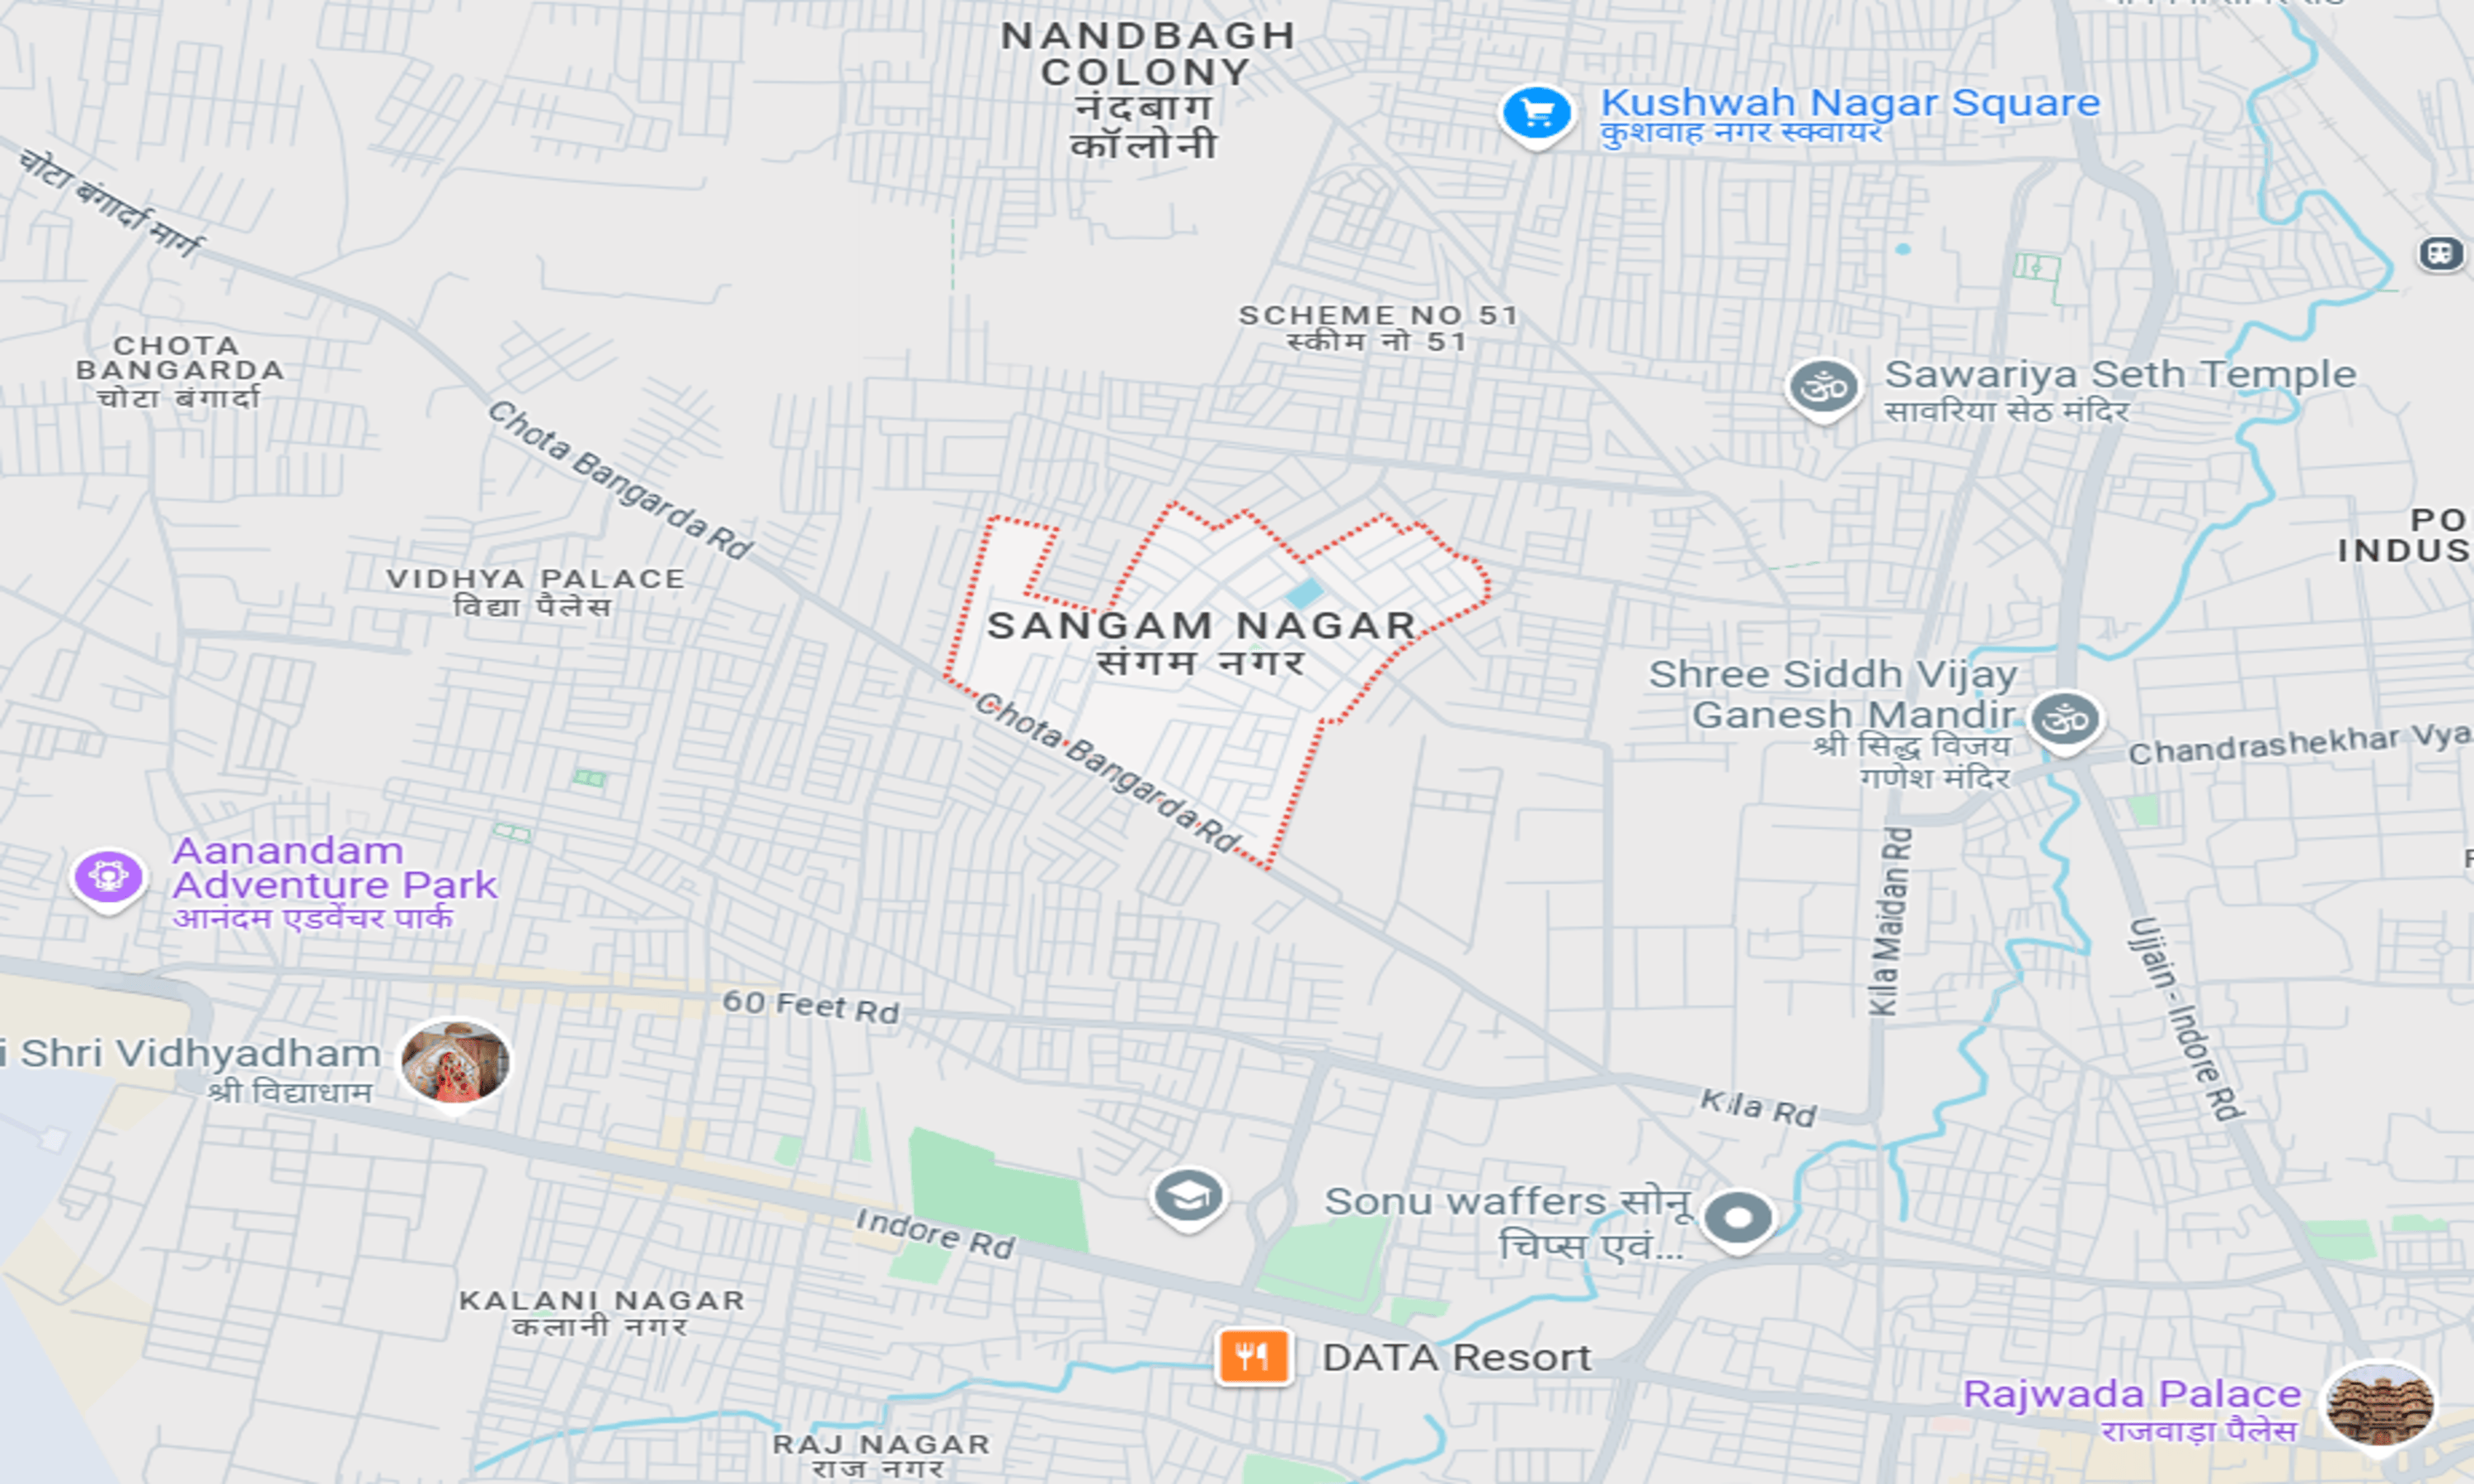 NANDBAGH
COLONY
नंदबाग
कॉलोनी
Kushwah Nagar Square
कुशवाह नगर स्क्वायर
चोटा बंगार्दा मार्ग
SCHEME NO 51
स्कीम नो 51
CHOTA
BANGARDA
चोटा बंगार्दा
Sawariya Seth Temple
सावरिया सेठ मंदिर
Chota Bangarda Rd
PO
INDUS
VIDHYA PALACE
विद्या पैलेस
SANGAM NAGAR
संगम नगर
Shree Siddh Vijay
Ganesh Mandir
श्री सिद्ध विजय
गणेश मंदिर
Chandrashekhar Vya
Chota Bangarda Rd
Aanandam
Adventure Park
आनंदम एडवेंचर पार्क
Kila Maidan Rd
Ujjain - Indore Rd
60 Feet Rd
i Shri Vidhyadham
श्री विद्याधाम
Kila Rd
Sonu waffers सोनू
चिप्स एवं...
Indore Rd
KALANI NAGAR
कलानी नगर
DATA Resort
Rajwada Palace
राजवाड़ा पैलेस
RAJ NAGAR
राज नगर